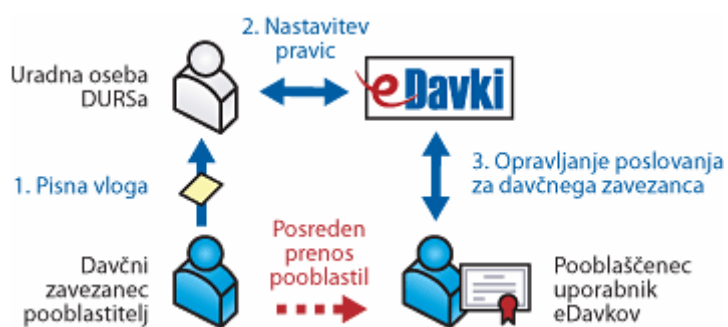 2. Nastavitev
pravic
Uradna oseba
DURSa
eDavki
1. Pisna vloga
3. Opravljanje poslovanja
za davčnega zavezanca
Posreden
prenos
pooblastil
Davčni
zavezanec
pooblastitelj
Pooblaščenec
uporabnik
eDavkov